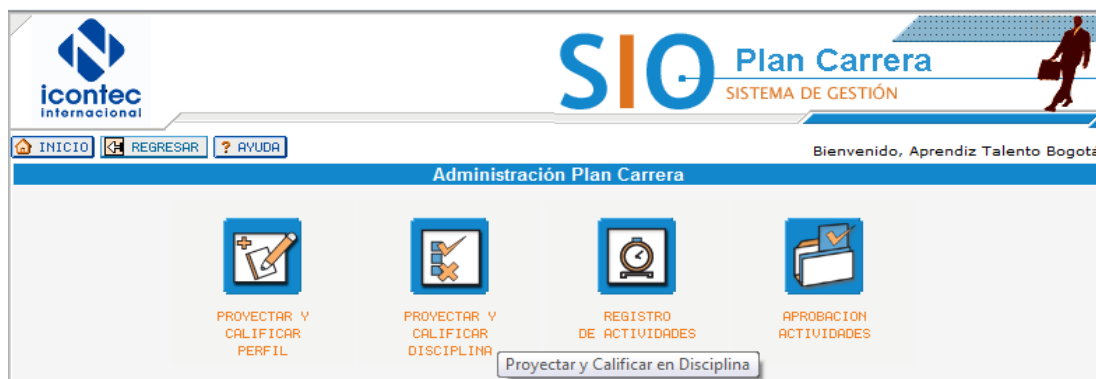 icontec
internacional
SIO
Plan Carrera
SISTEMA DE GESTIÓN
INICIO
REGRESAR
? AYUDA
Bienvenido, Aprendiz Talento Bogotá
Administración Plan Carrera
PROYECTAR Y
CALIFICAR
PERFIL
PROYECTAR Y
CALIFICAR
DISCIPLINA
REGISTRO
DE ACTIVIDADES
APROBACION
ACTIVIDADES
Proyectar y Calificar en Disciplina